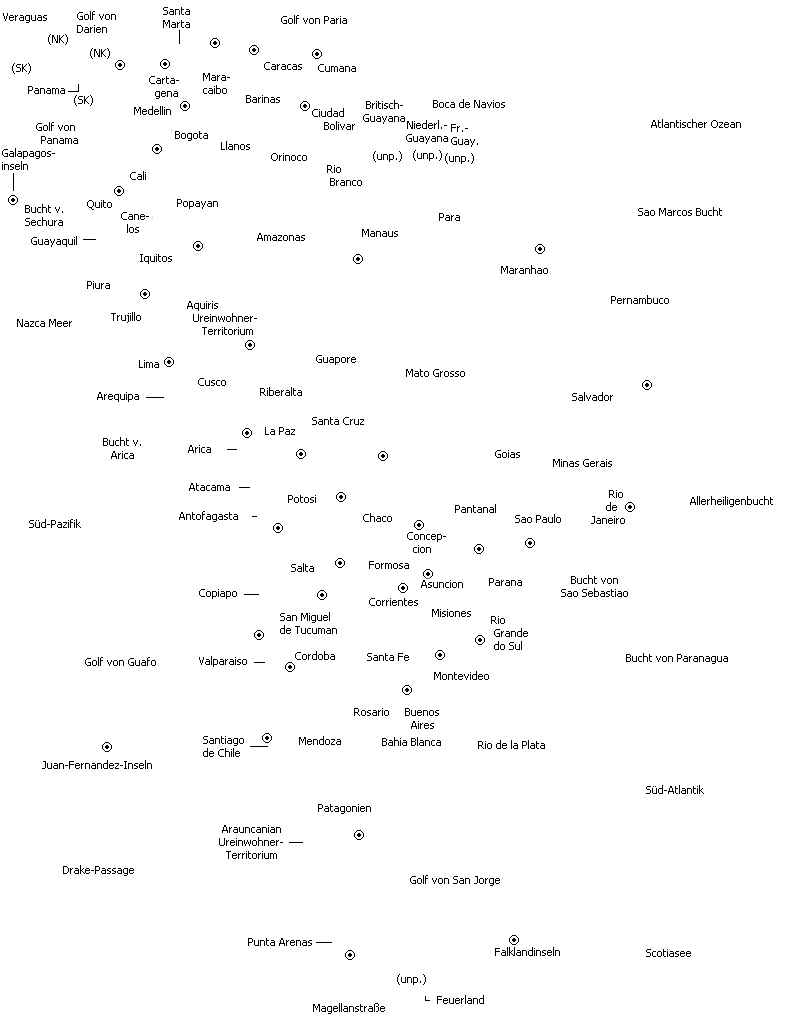 Veraguas
Golf von
Darien
Santa
Marta
Golf von Paria
(NK)
(NK)
(SK)
Panama
(SK)
Carta-
gena
Mara-
caibo
Caracas
Cumana
Medellin
Barinas
Ciudad
Bolivar
Britisch-
Guayana
Boca de Navios
Niederl.-
Guayana
Fr.-
Guay.
Atlantischer Ozean
Golf von
Panama
Bogota
Llanos
Orinoco
(unp.)
(unp.)
(unp.)
Galapagos-
inseln
Cali
Rio
Branco
Bucht v.
Sechura
Quito
Cane-
los
Popayan
Para
Sao Marcos Bucht
Guayaquil
Amazonas
Manaus
Iquitos
Maranhao
Piura
Pernambuco
Nazca Meer
Trujillo
Aquiris
Ureinwohner-
Territorium
Lima
Guapore
Mato Grosso
Cusco
Riberalta
Arequipa
Salvador
Santa Cruz
Bucht v.
Arica
Arica
La Paz
Goias
Minas Gerais
Atacama
Potosi
Rio
de
Janeiro
Allerheiligenbucht
Süd-Pazifik
Antofagasta
Chaco
Pantanal
Sao Paulo
Concep-
cion
Salta
Formosa
Asuncion
Parana
Bucht von
Sao Sebastiao
Copiapo
Corrientes
San Miguel
de Tucuman
Misiones
Rio
Grande
do Sul
Golf von Guafo
Valparaiso
Cordoba
Santa Fe
Bucht von Paranagua
Montevideo
Rosario
Buenos
Aires
Santiago
de Chile
Mendoza
Bahia Blanca
Rio de la Plata
Juan-Fernandez-Inseln
Süd-Atlantik
Patagonien
Arauncanian
Ureinwohner-
Territorium
Drake-Passage
Golf von San Jorge
Punta Arenas
Falklandinseln
Scotiasee
(unp.)
Feuerland
Magellanstraße